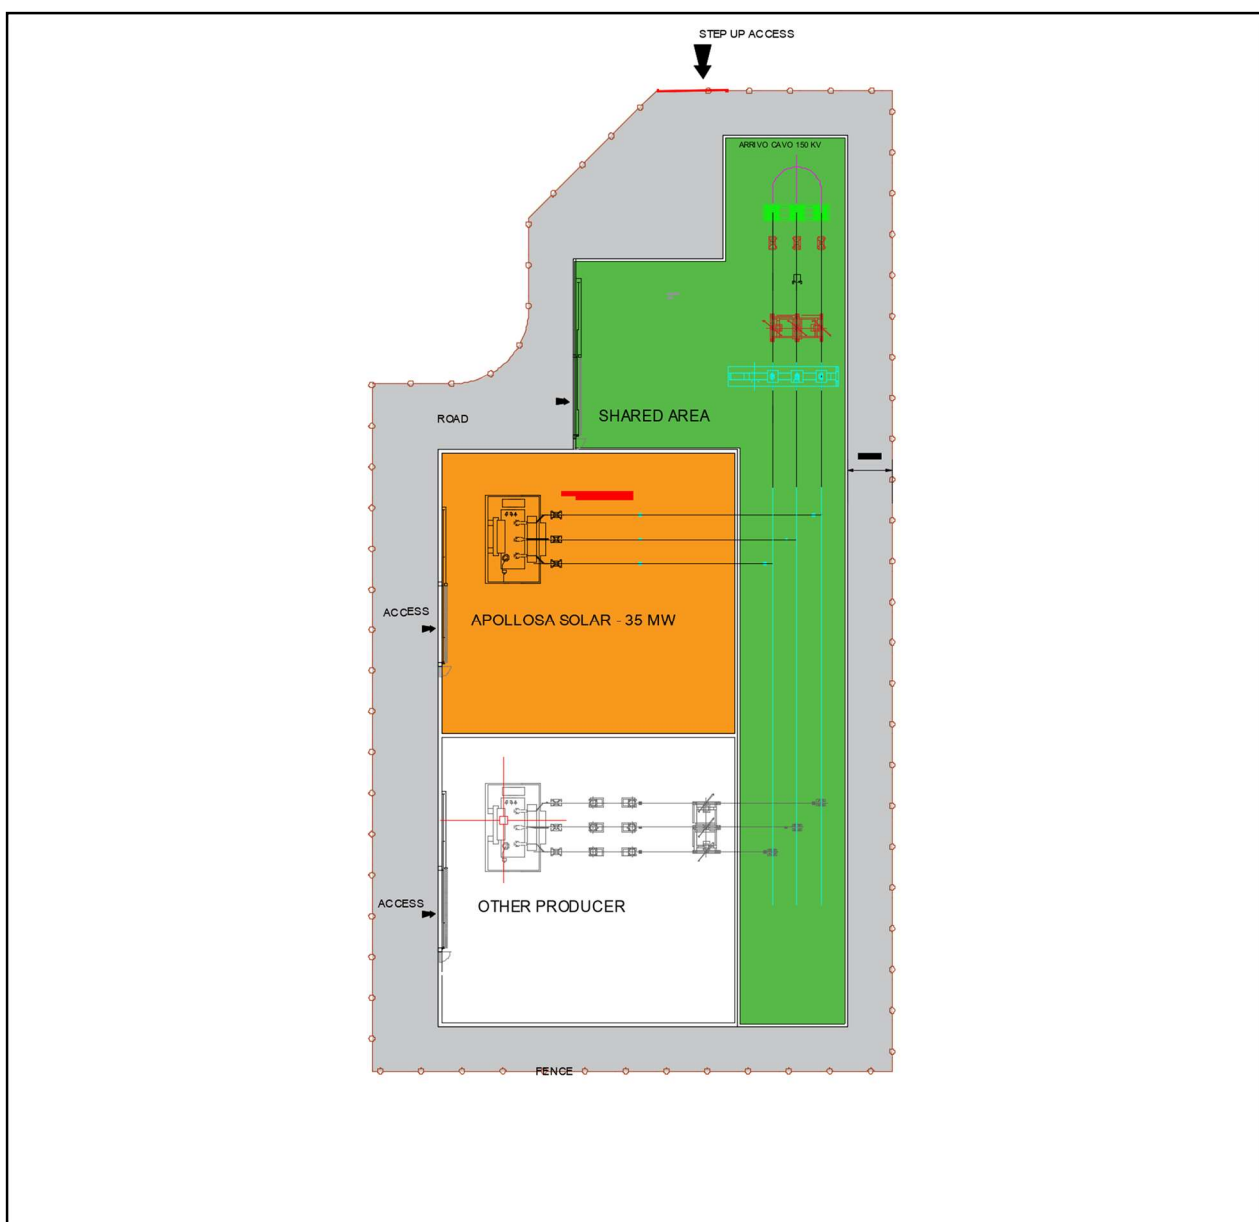 STEP UP ACCESS
ARRIVO CAVO 150 KV
SHARED AREA
ROAD
ACCESS
APOLLOSA SOLAR - 35 MW
ACCESS
OTHER PRODUCER
FENCE